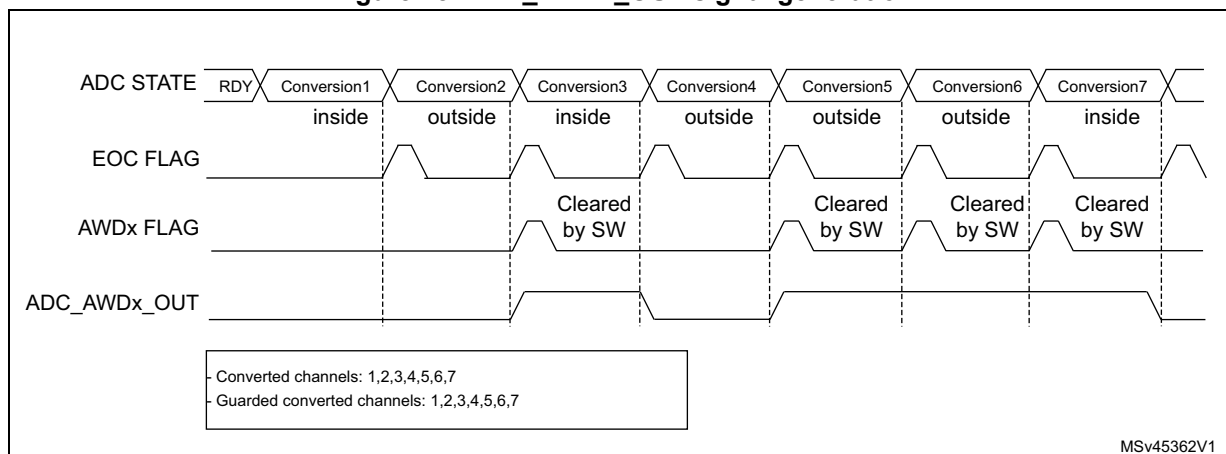 ADC STATE RDY Conversion1 Conversion2 Conversion3 Conversion4 Conversion5 Conversion6 Conversion7
inside outside inside outside outside outside inside
EOC FLAG
Cleared Cleared Cleared Cleared
AWDx FLAG by SW by SW by SW by SW
ADC_AWDx_OUT
- Converted channels: 1,2,3,4,5,6,7
- Guarded converted channels: 1,2,3,4,5,6,7
MSv45362V1